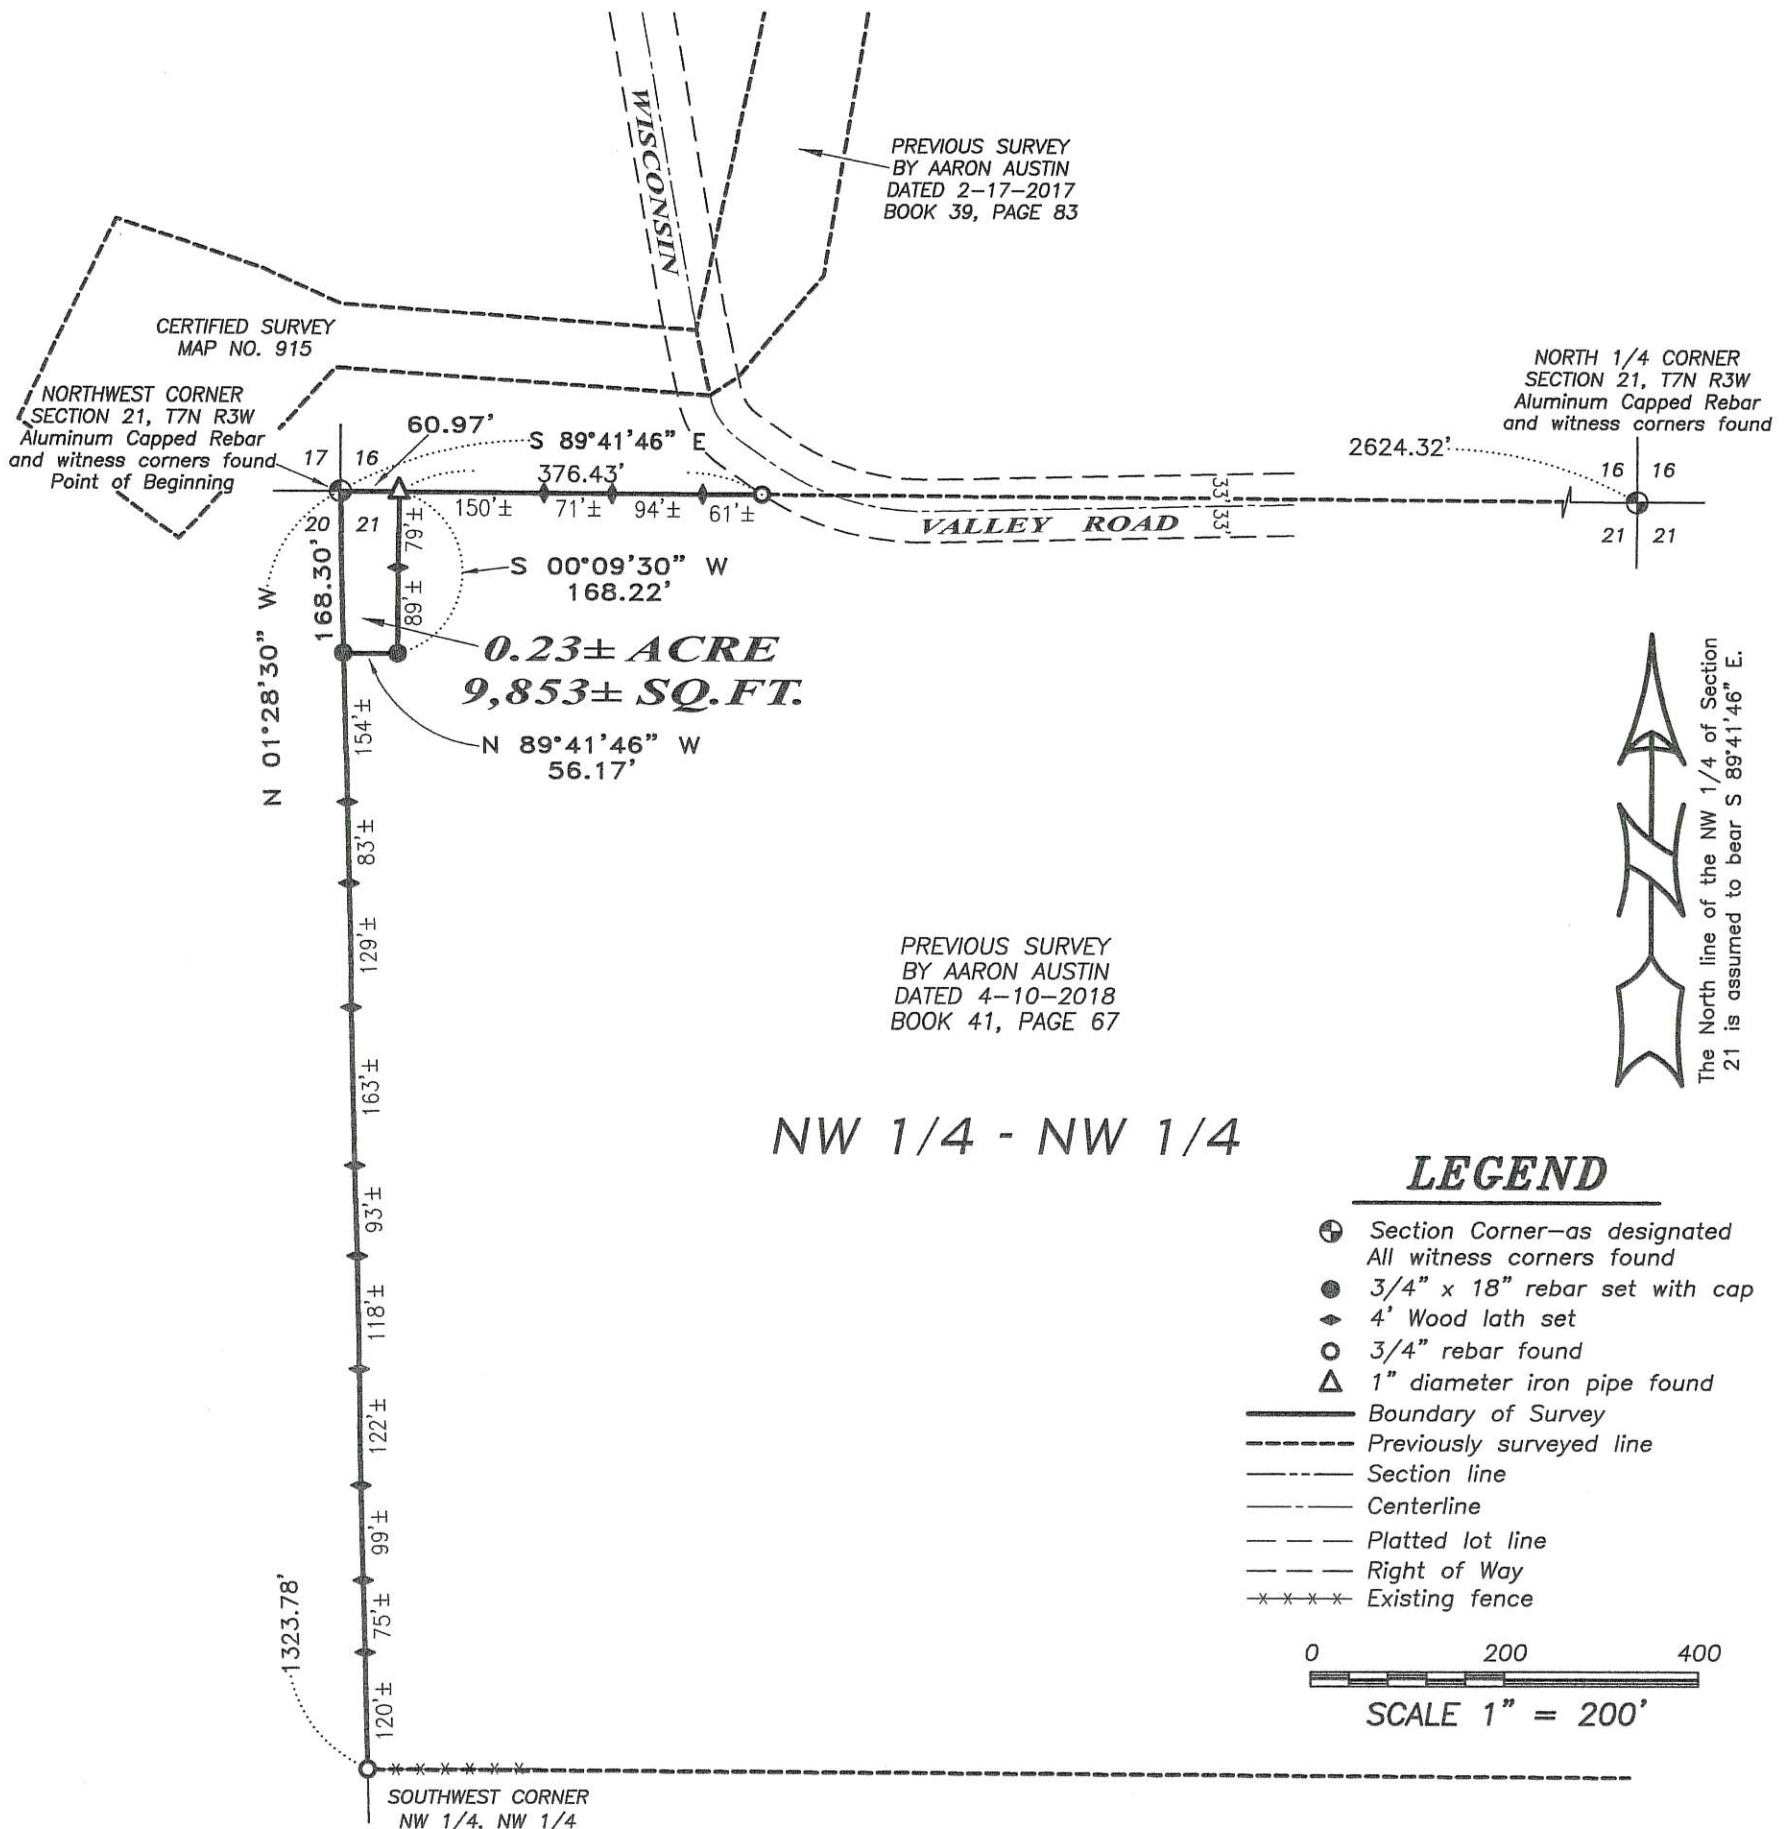 WISCONSIN
PREVIOUS SURVEY
BY AARON AUSTIN
DATED 2-17-2017
BOOK 39, PAGE 83
CERTIFIED SURVEY
MAP NO. 915
NORTHWEST CORNER
SECTION 21, T7N R3W
Aluminum Capped Rebar
and witness corners found
Point of Beginning
NORTH 1/4 CORNER
SECTION 21, T7N R3W
Aluminum Capped Rebar
and witness corners found
60.97'
S 89°41'46" E
376.43'
2624.32'
17 16
20 21
16 16
21 21
150'±
71'±
94'±
61'±
33'
33'
VALLEY ROAD
79'±
89'±
S 00°09'30" W
168.22'
168.30'
N 01°28'30" W
0.23± ACRE
9,853± SQ.FT.
N 89°41'46" W
56.17'
154'±
83'±
129'±
163'±
93'±
118'±
122'±
99'±
75'±
120'±
1323.78'
The North line of the NW 1/4 of Section
21 is assumed to bear S 89°41'46" E.
PREVIOUS SURVEY
BY AARON AUSTIN
DATED 4-10-2018
BOOK 41, PAGE 67
NW 1/4 - NW 1/4
LEGEND
Section Corner-as designated
All witness corners found
3/4" x 18" rebar set with cap
4' Wood lath set
3/4" rebar found
1" diameter iron pipe found
Boundary of Survey
Previously surveyed line
Section line
Centerline
Platted lot line
Right of Way
Existing fence
0 200 400
SCALE 1" = 200'
SOUTHWEST CORNER
NW 1/4, NW 1/4